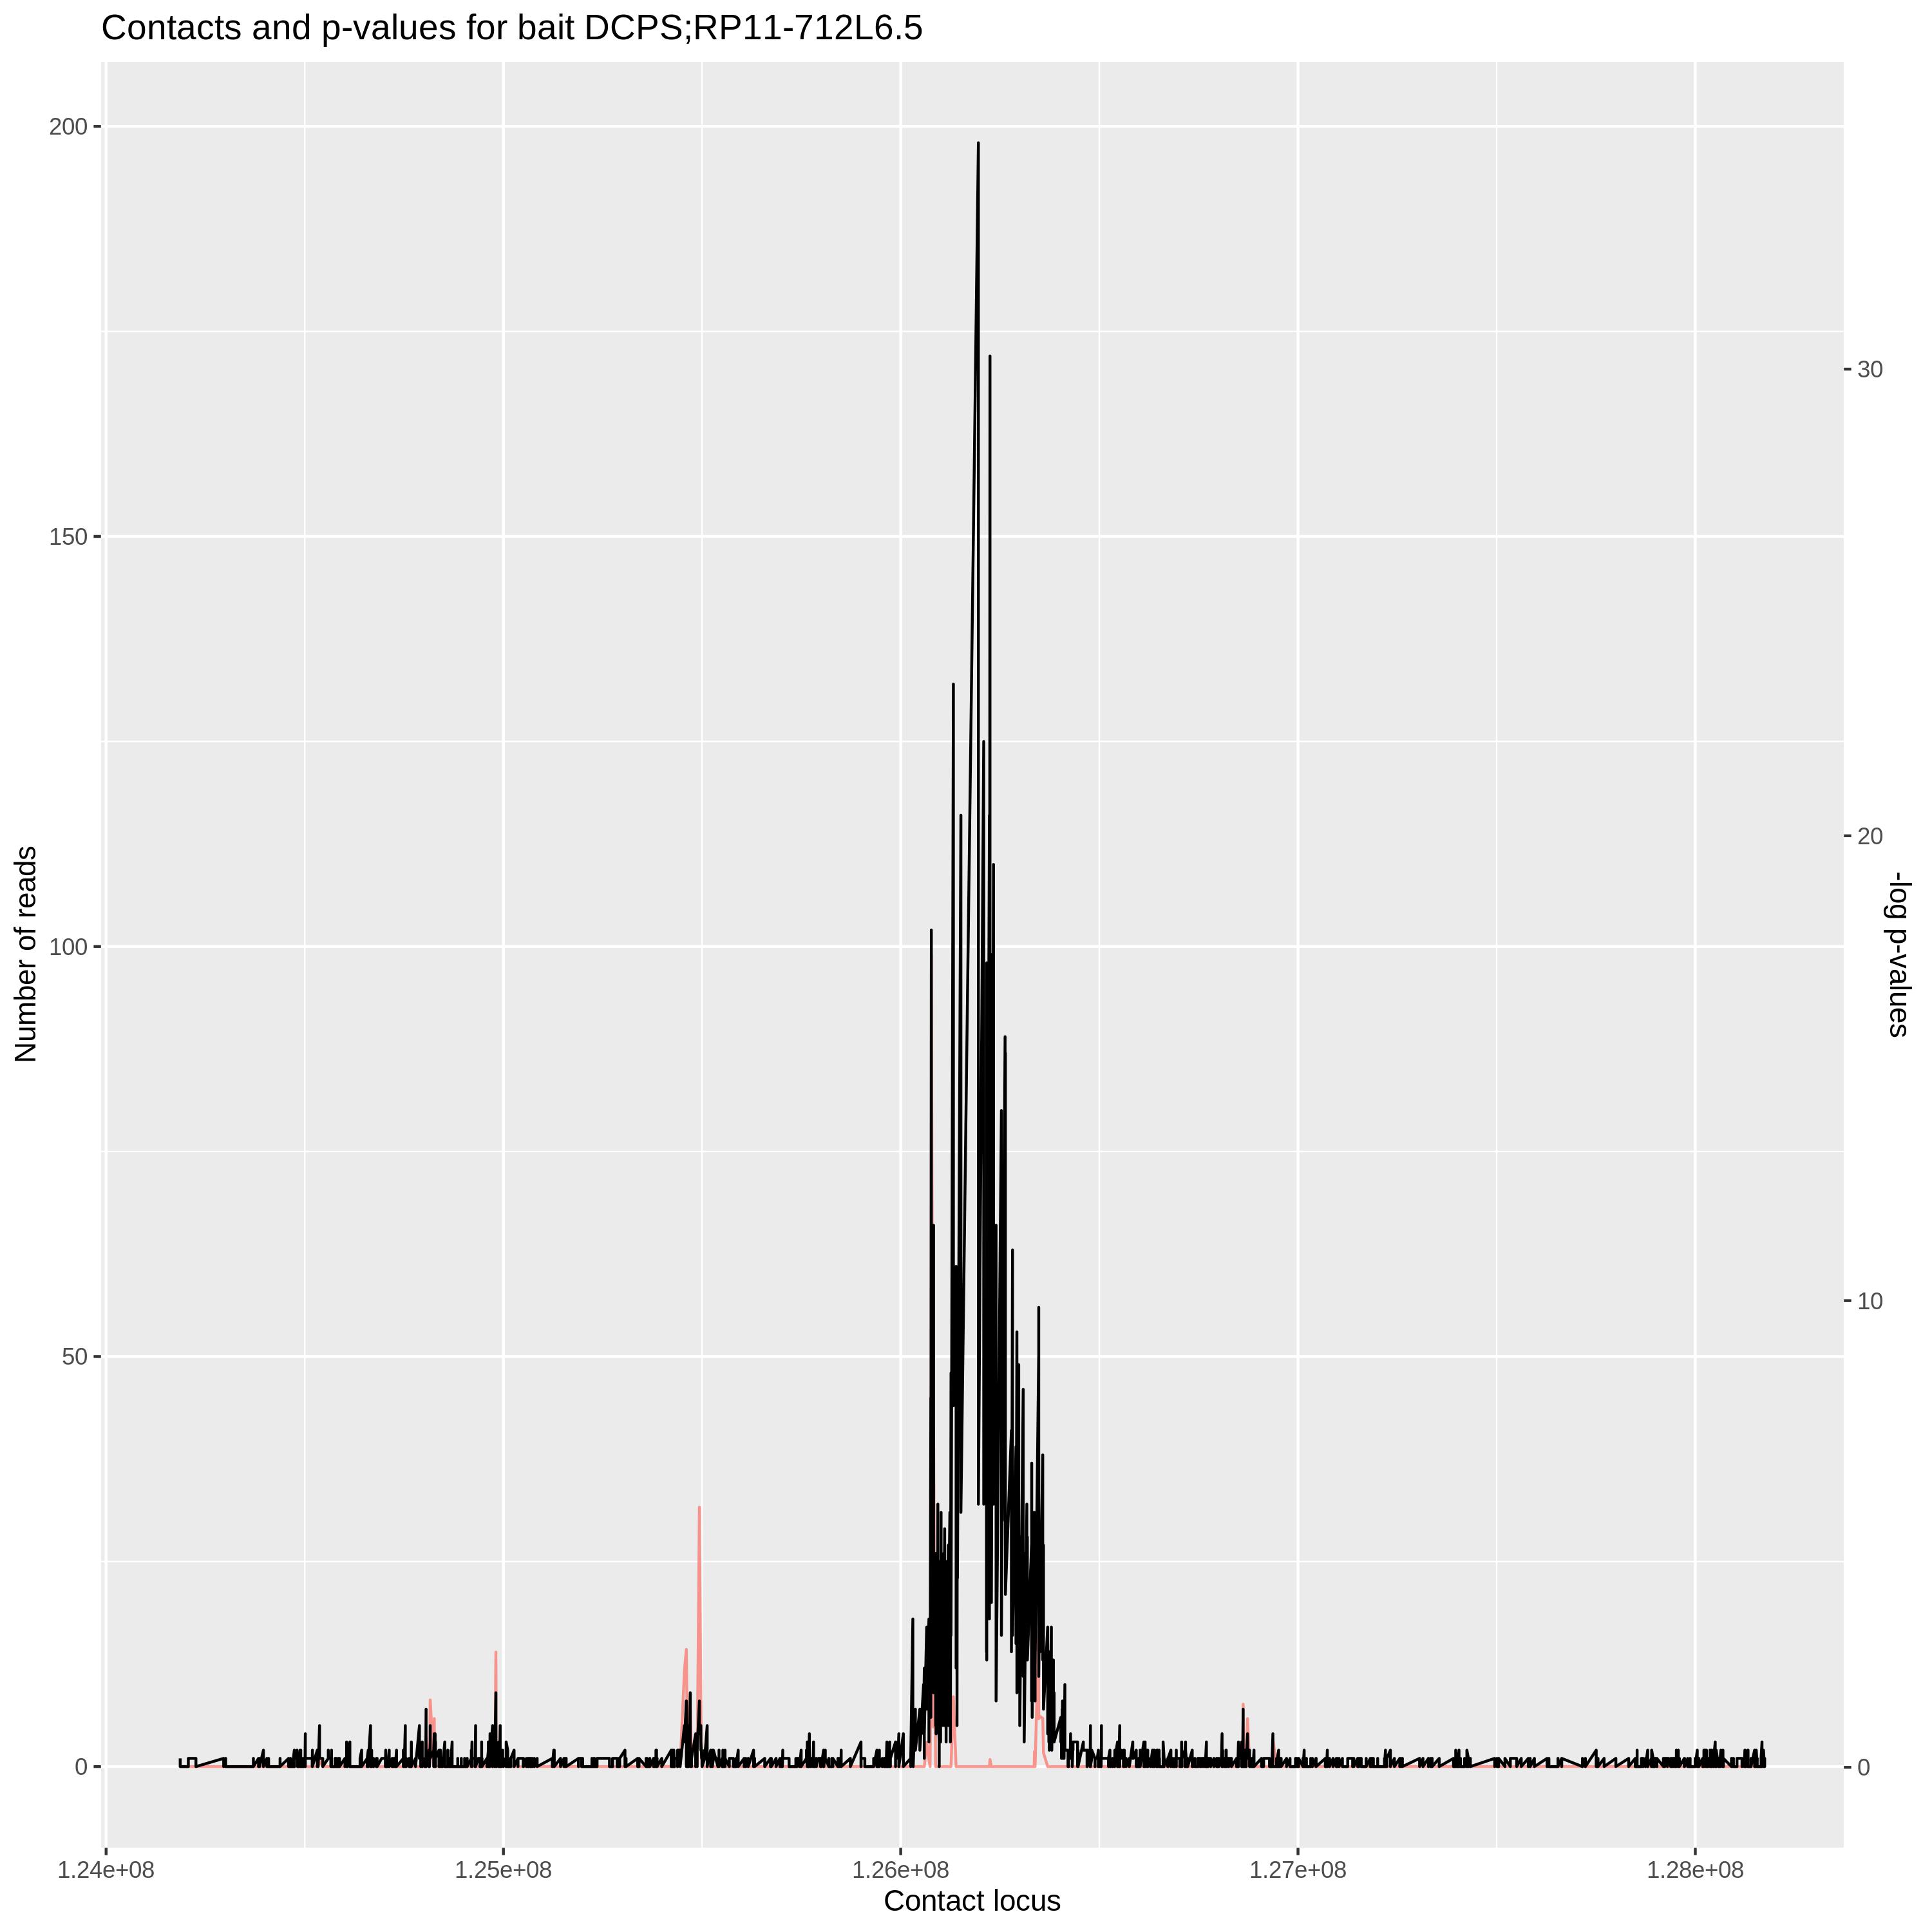 Contacts and p-values for bait DCPS;RP11-712L6.5
200
150
100
50
0
Number of reads
30
20
10
0
-log p-values
1.24e+08
1.25e+08
1.26e+08
1.27e+08
1.28e+08
Contact locus